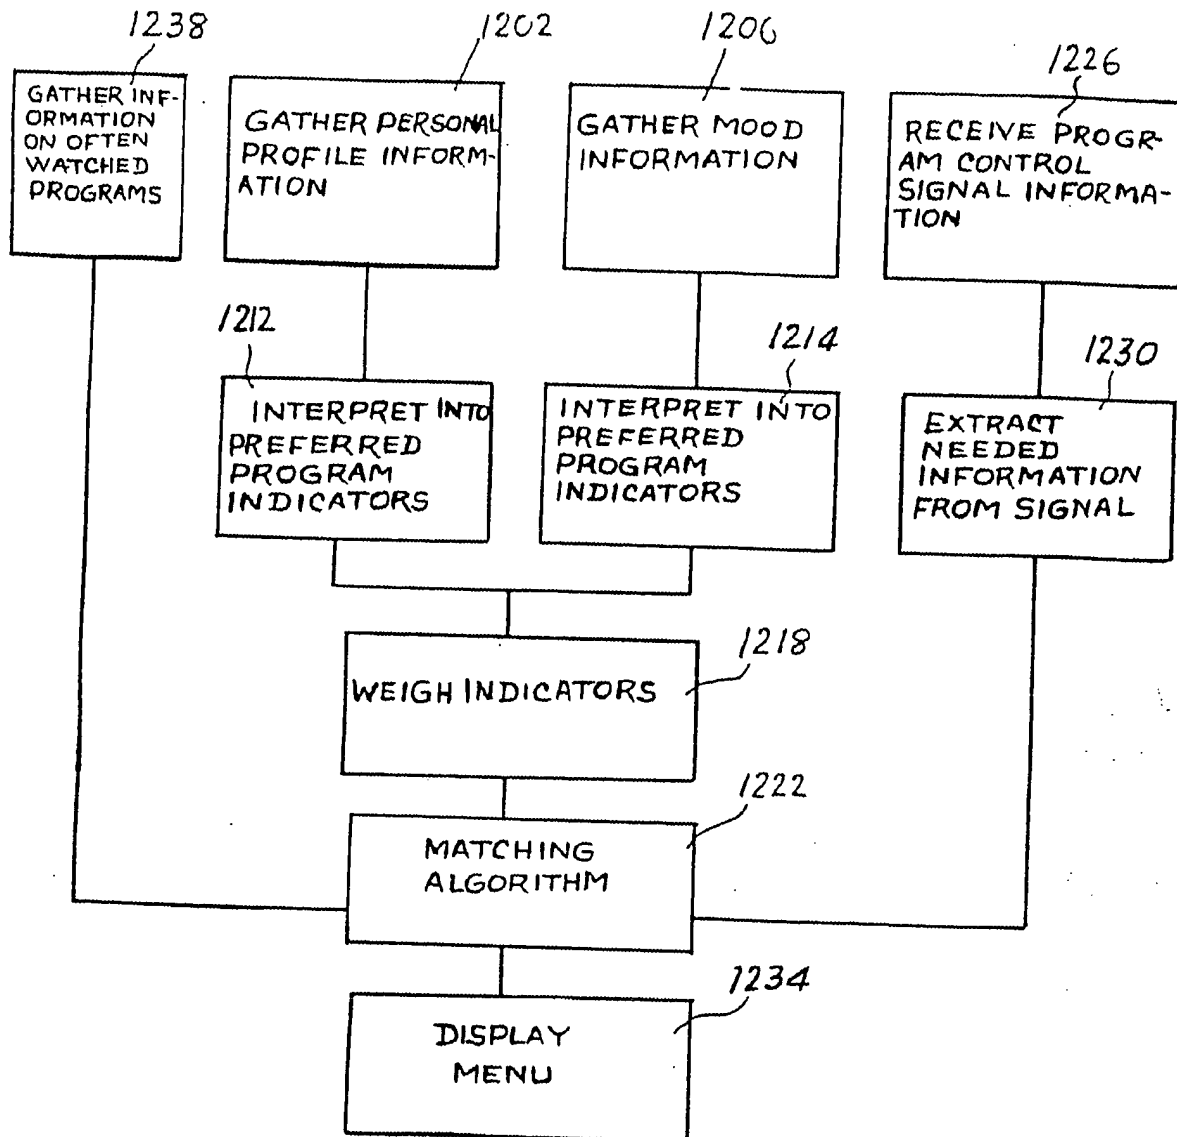 1238
1202
1206
1226
GATHER INF-
ORMATION
ON OFTEN
WATCHED
PROGRAMS
GATHER PERSONAL
PROFILE INFORM-
ATION
GATHER MOOD
INFORMATION
RECEIVE PROGR-
AM CONTROL
SIGNAL INFORMA-
TION
1212
1214
1230
INTERPRET INTO
PREFERRED
PROGRAM
INDICATORS
INTERPRET INTO
PREFERRED
PROGRAM
INDICATORS
EXTRACT
NEEDED
INFORMATION
FROM SIGNAL
1218
WEIGH INDICATORS
1222
MATCHING
ALGORITHM
1234
DISPLAY
MENU